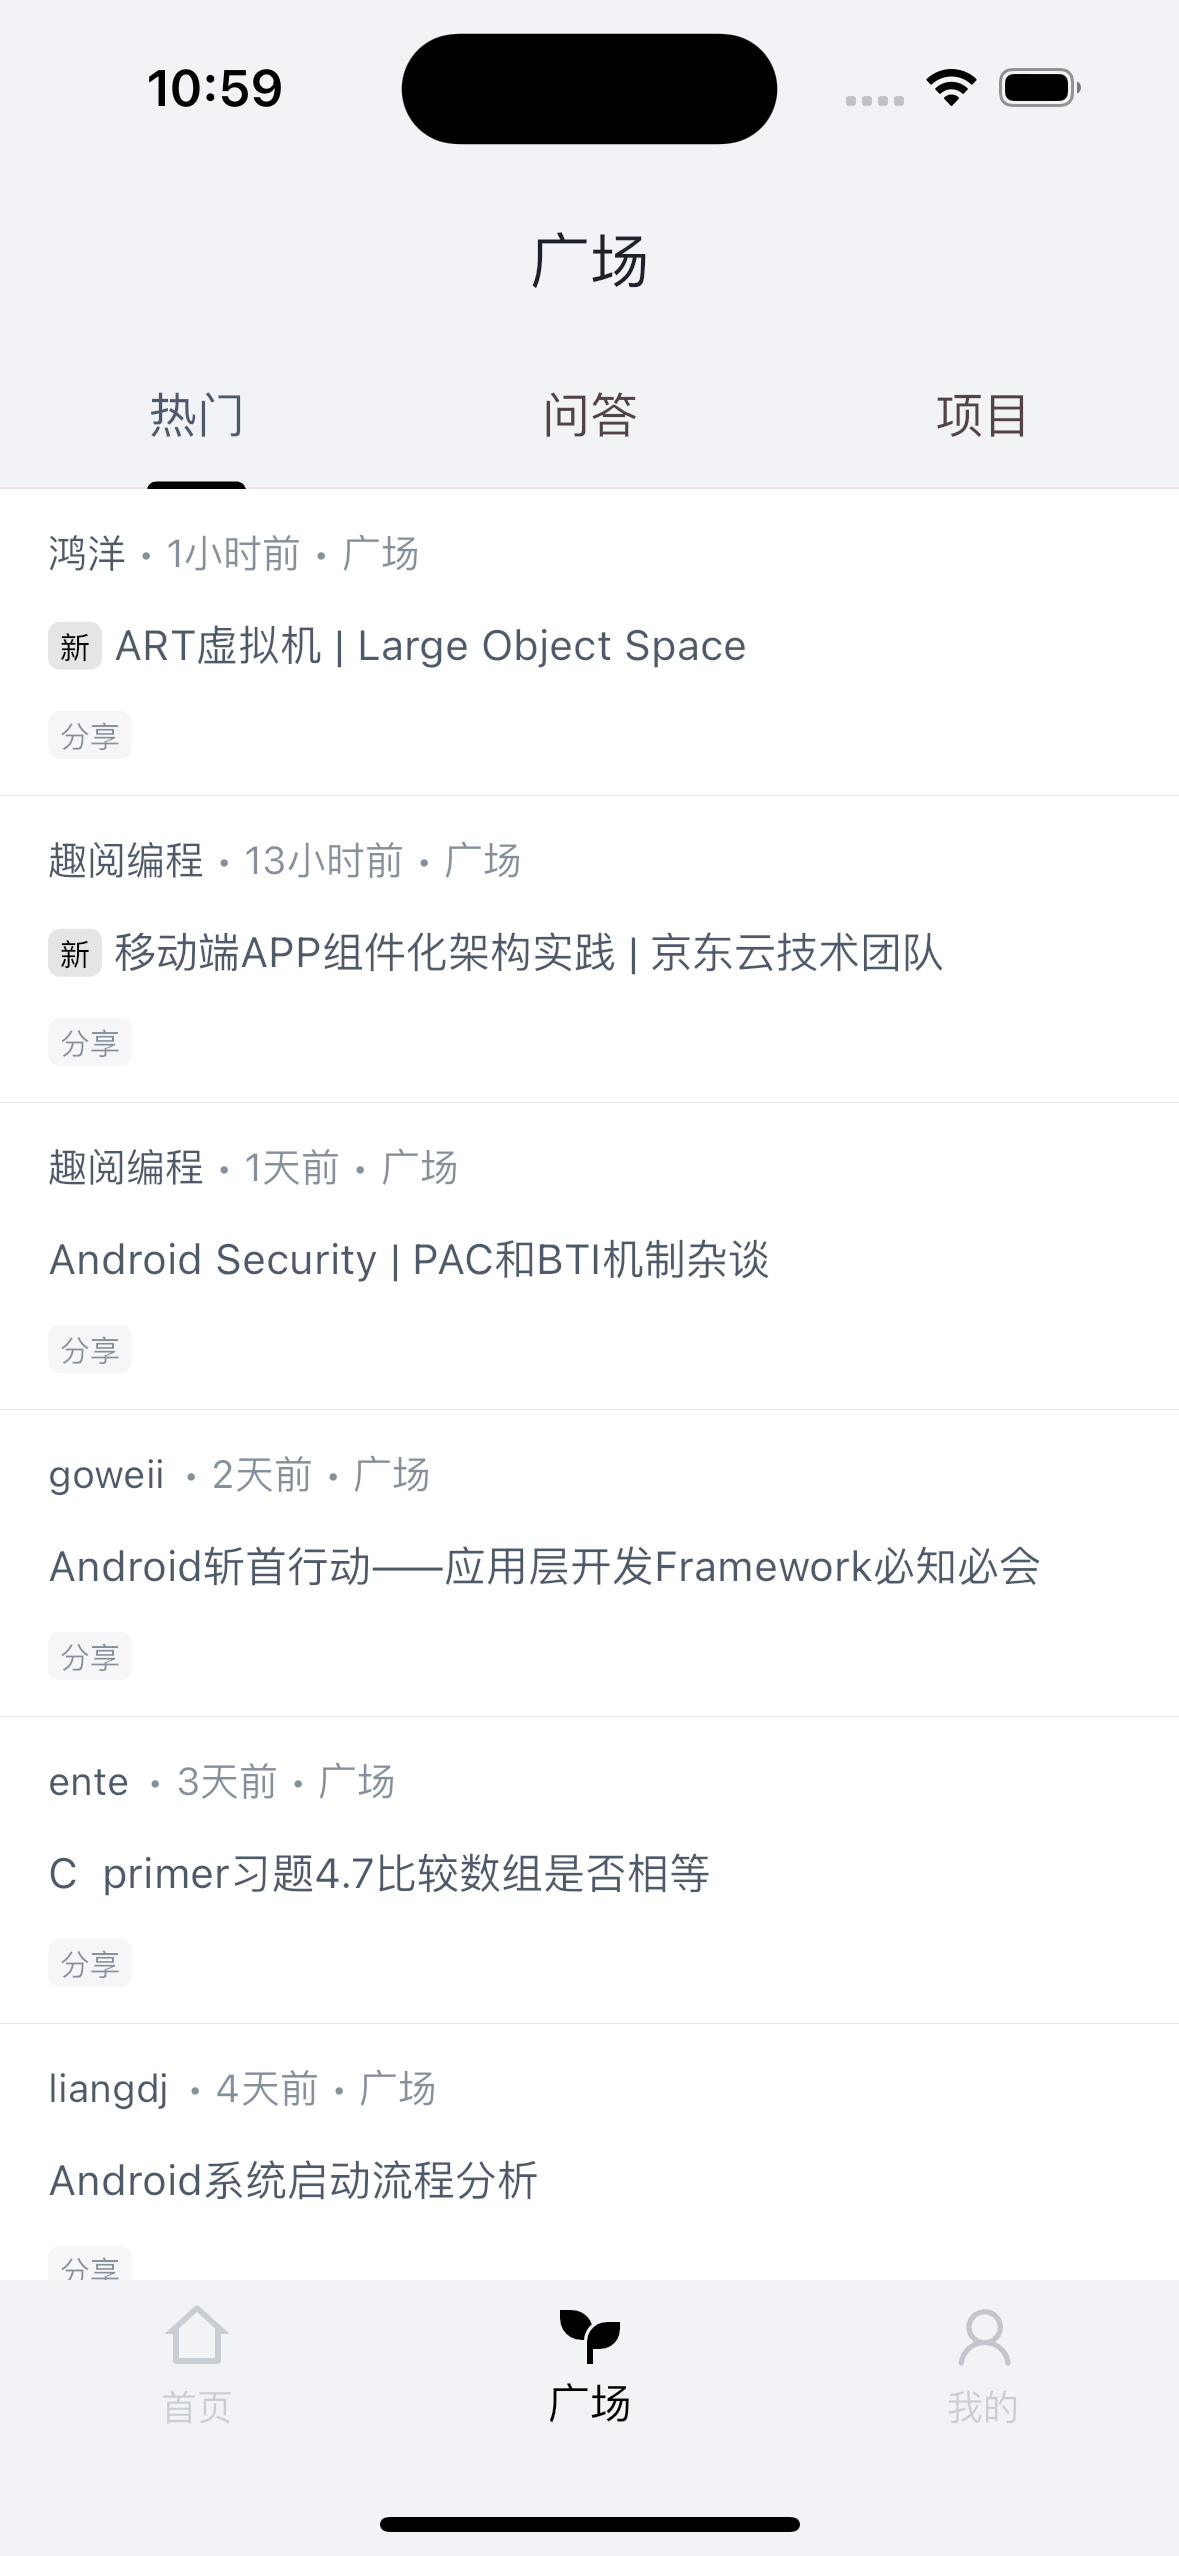 10:59
广场
热门 问答 项目
鸿洋 • 1小时前 • 广场
新 ART虚拟机 | Large Object Space
分享
趣阅编程 • 13小时前 • 广场
新 移动端APP组件化架构实践 | 京东云技术团队
分享
趣阅编程 • 1天前 • 广场
Android Security | PAC和BTI机制杂谈
分享
goweii • 2天前 • 广场
Android斩首行动——应用层开发Framework必知必会
分享
ente • 3天前 • 广场
C  primer习题4.7比较数组是否相等
分享
liangdj • 4天前 • 广场
Android系统启动流程分析
分享
首页 广场 我的